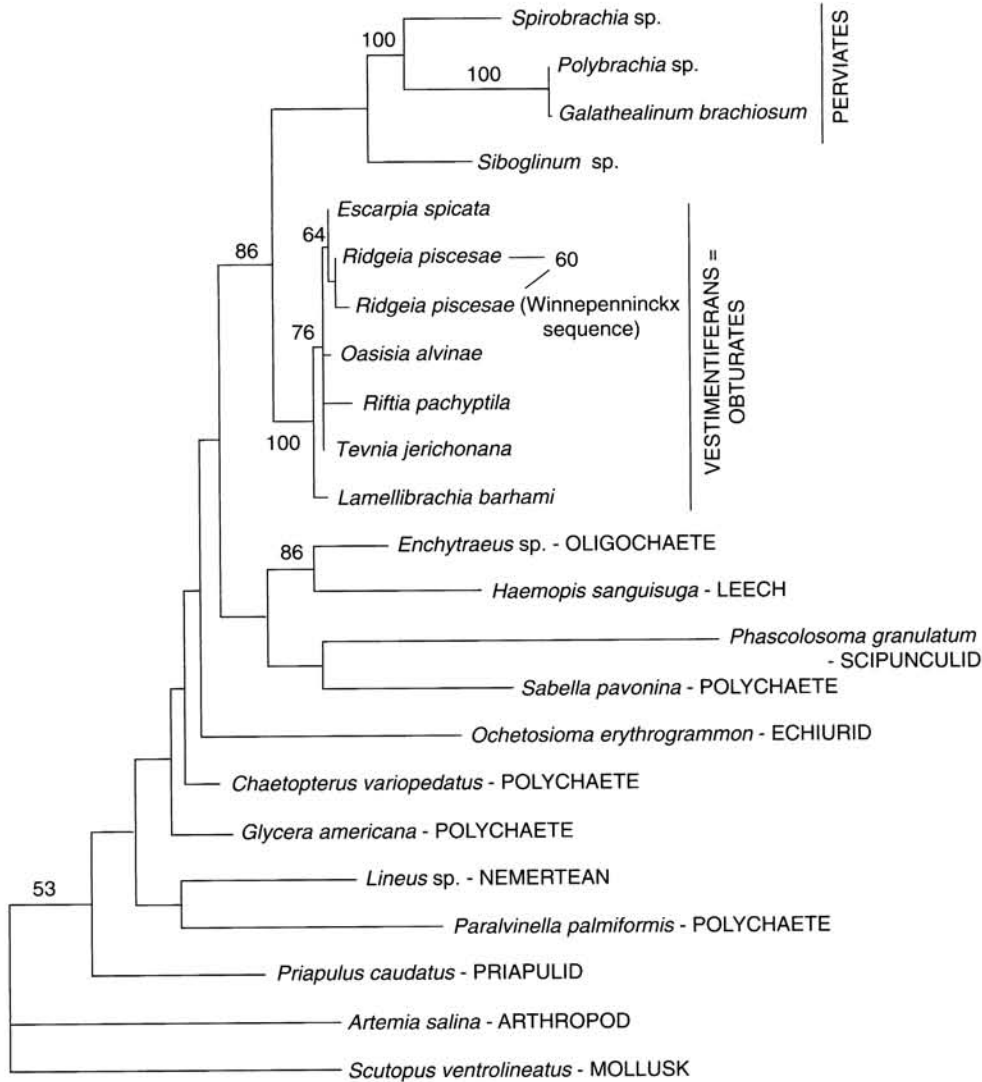 Spirobrachia sp.
100
Polybrachia sp.
100
Galathealinum brachiosum
PERVIATES
Siboglinum sp.
Escarpia spicata
64
86
Ridgeia piscesae
60
Ridgeia piscesae (Winnepenninckx
sequence)
76
Oasisia alvinae
Riftia pachyptila
100
Tevnia jerichonana
Lamellibrachia barhami
VESTIMENTIFERANS =
OBTURATES
86
Enchytraeus sp. - OLIGOCHAETE
Haemopis sanguisuga - LEECH
Phascolosoma granulatum
- SCIPUNCULID
Sabella pavonina - POLYCHAETE
Ochetosioma erythrogrammon - ECHIURID
Chaetopterus variopedatus - POLYCHAETE
Glycera americana - POLYCHAETE
53
Lineus sp. - NEMERTEAN
Paralvinella palmiformis - POLYCHAETE
Priapulus caudatus - PRIAPULID
Artemia salina - ARTHROPOD
Scutopus ventrolineatus - MOLLUSK